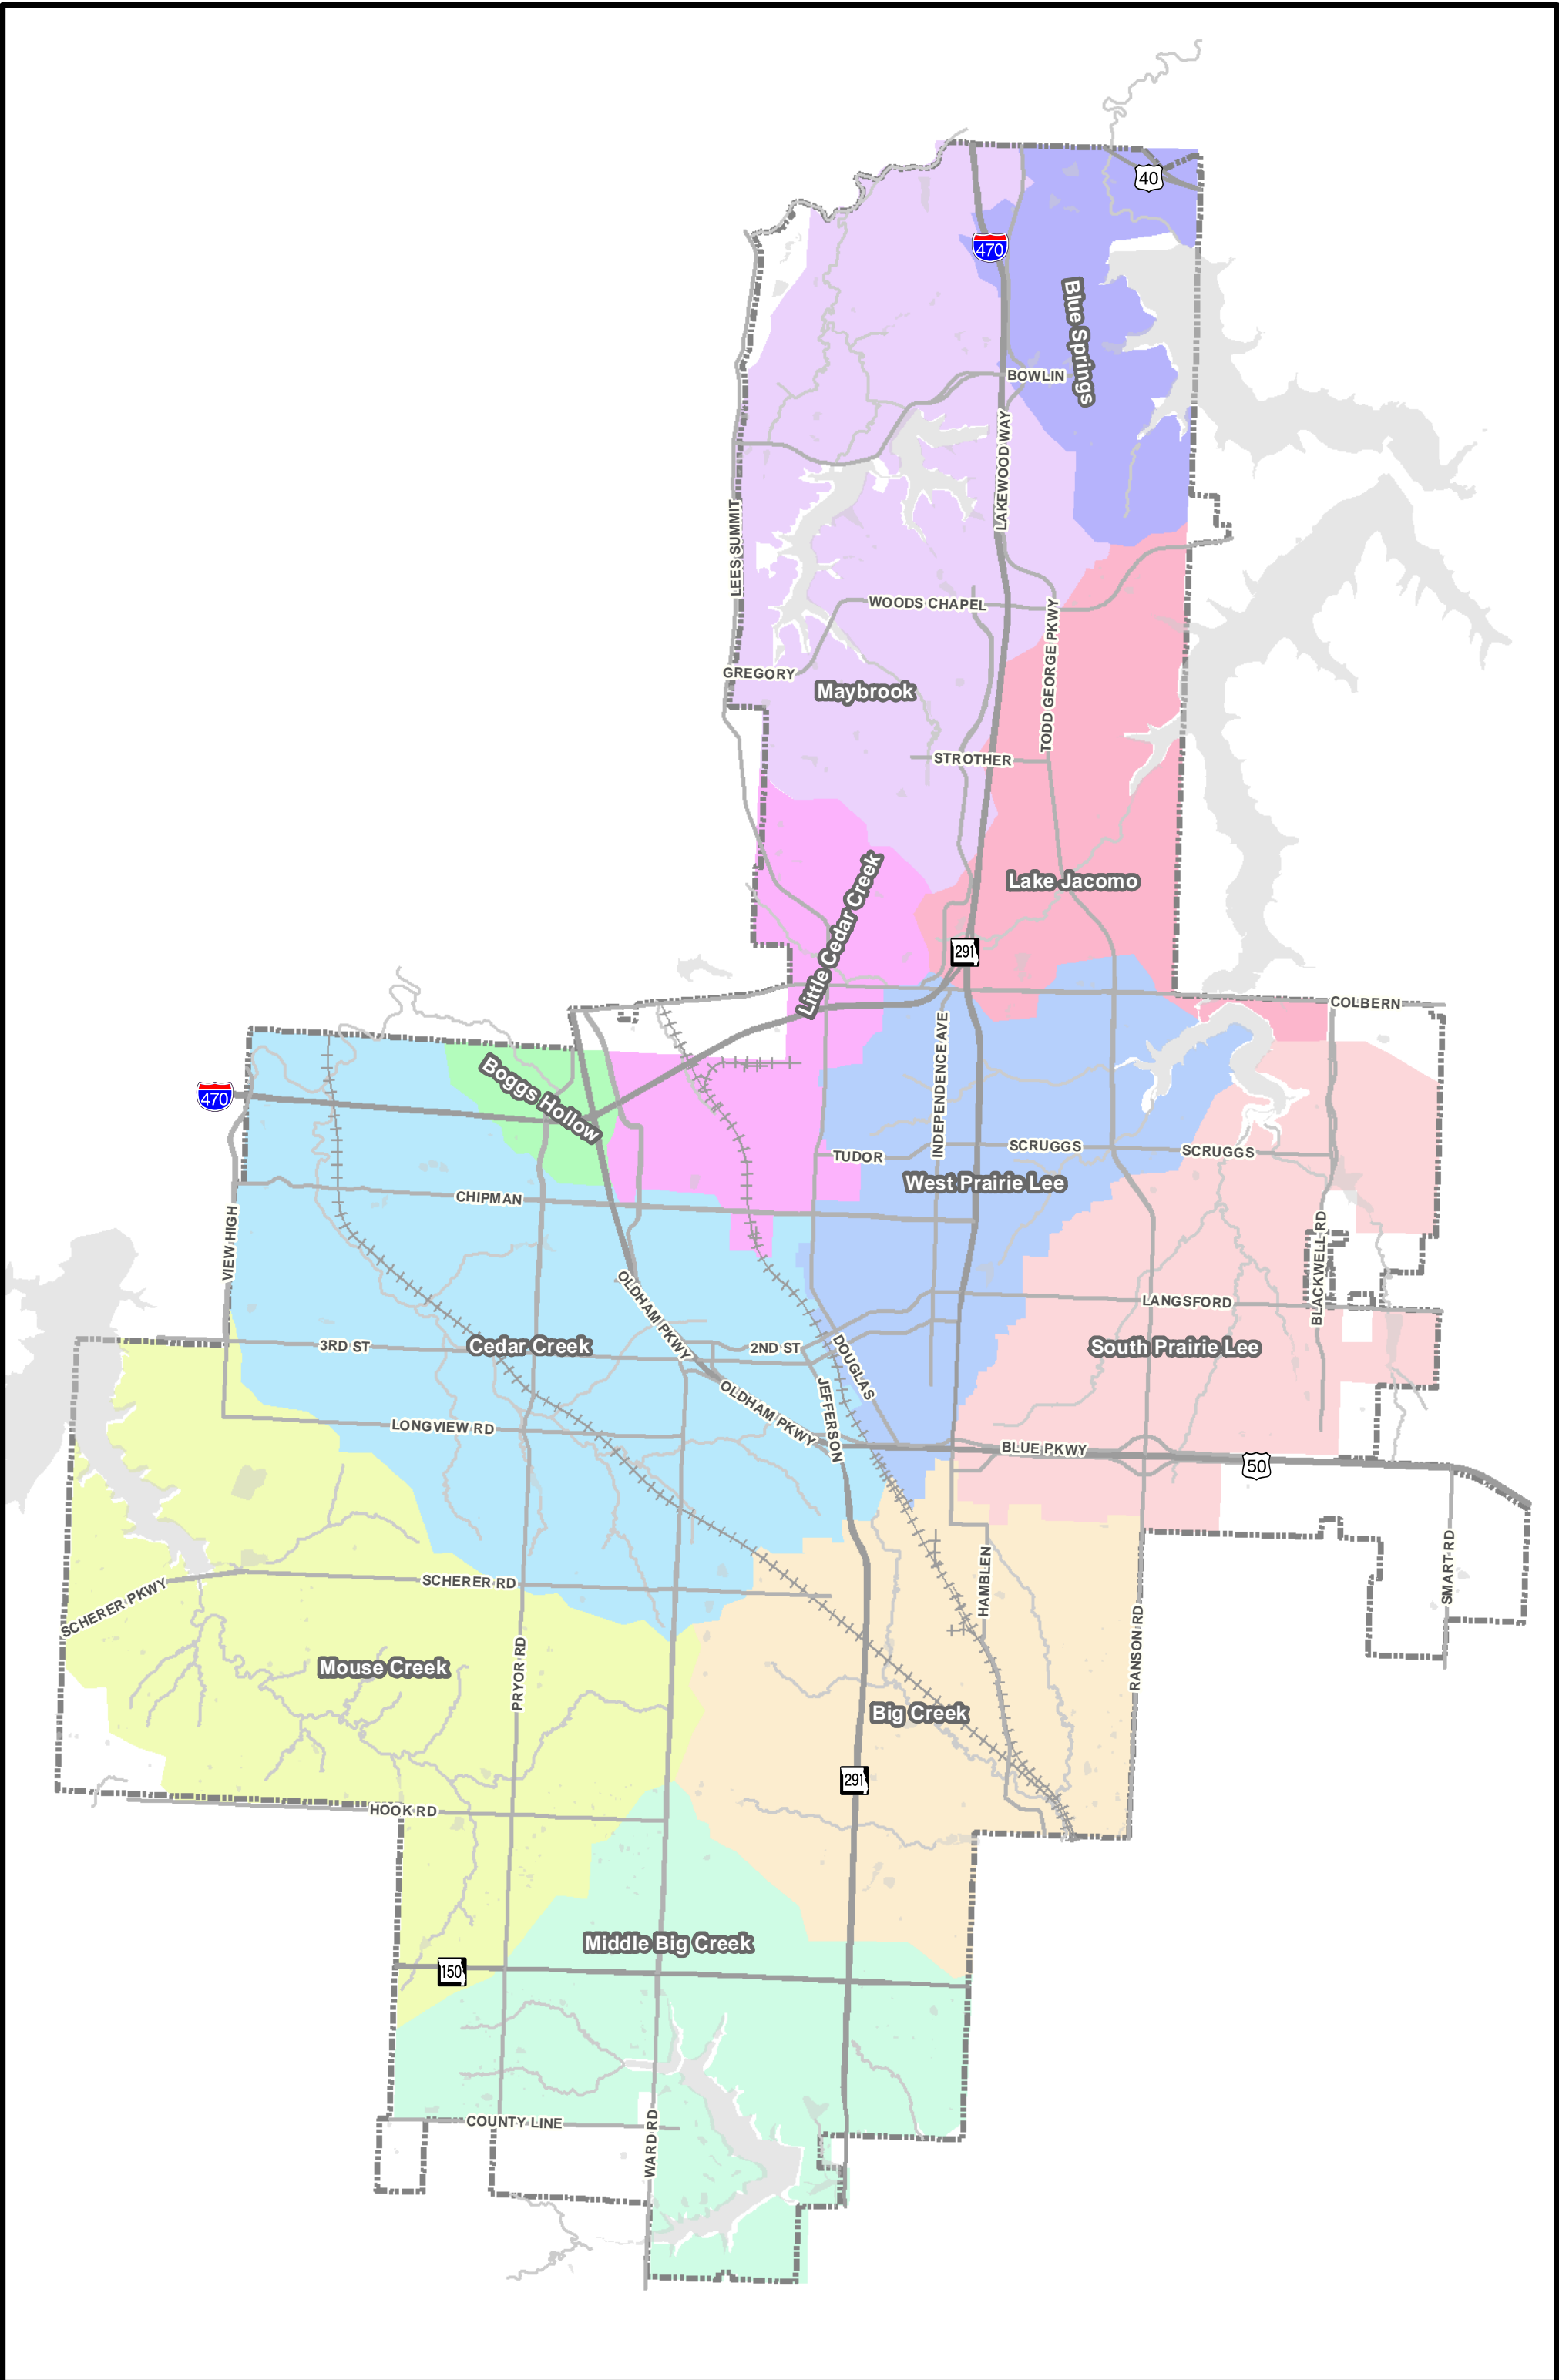 40
470
Blue Springs
BOWLIN
LAKEWOOD WAY
LEES SUMMIT
WOODS CHAPEL
TODD GEORGE PKWY
GREGORY
Maybrook
STROTHER
Lake Jacomo
Little Cedar Creek
291
COLBERN
INDEPENDENCE AVE
Boggs Hollow
470
TUDOR
SCRUGGS
SCRUGGS
West Prairie Lee
CHIPMAN
VIEW HIGH
BLACKWELL RD
OLDHAM PKWY
LANGSFORD
3RD ST
Cedar Creek
2ND ST
DOUGLAS
South Prairie Lee
JEFFERSON
OLDHAM PKWY
LONGVIEW RD
BLUE PKWY
50
SMART RD
HAMBLEN
SCHERER RD
SCHERER PKWY
RANSON RD
PRYOR RD
Mouse Creek
Big Creek
291
HOOK RD
Middle Big Creek
150
COUNTY LINE
WARD RD